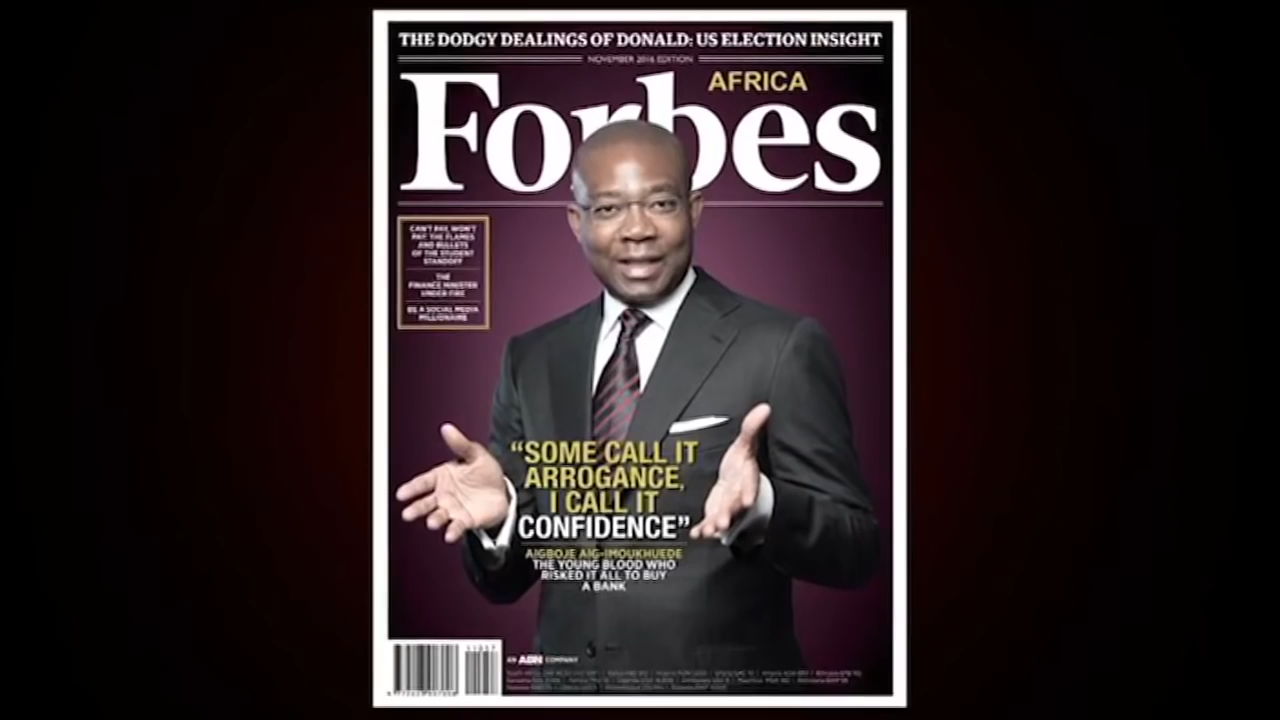 THE DODGY DEALINGS OF DONALD: US ELECTION INSIGHT
NOVEMBER 2016 EDITION
AFRICA
Forbes
CAN'T PAY, WON'T
PAY THE FLAMES
AND BULLETS
OF THE STUDENT
STANDOFF
THE
FINANCE MINISTER
UNDER FIRE
BE A SOCIAL MEDIA
MILLIONAIRE
“SOME CALL IT
ARROGANCE,
I CALL IT
CONFIDENCE”
AIGBOJE AIG-IMOUKHUEDE
THE YOUNG BLOOD WHO
RISKED IT ALL TO BUY
A BANK
AN ABN COMPANY